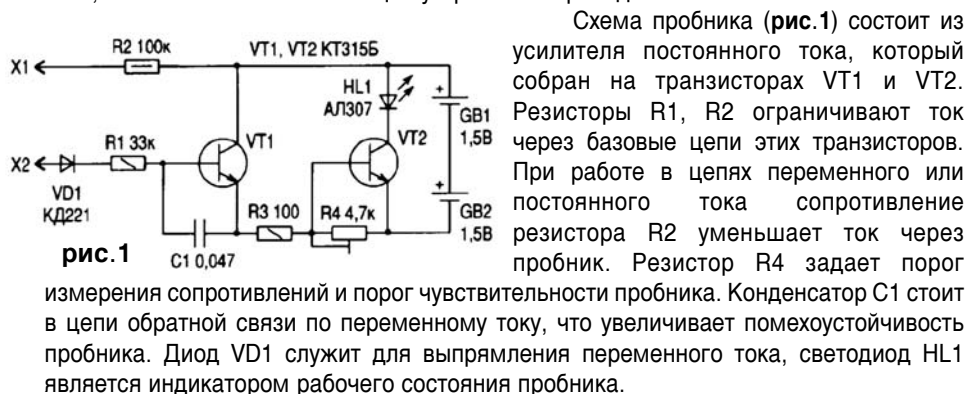 R2 100к
VT1, VT2 КТ315Б
X1
HL1
АЛ307
+
GB1
1,5В
R1 33к
VT1
VT2
X2
VD1
КД221
+
R3 100
R4 4,7к
GB2
1,5В
C1 0,047
рис.1
Схема пробника (рис.1) состоит из
усилителя постоянного тока, который
собран на транзисторах VT1 и VT2.
Резисторы R1, R2 ограничивают ток
через базовые цепи этих транзисторов.
При работе в цепях переменного или
постоянного тока сопротивление
резистора R2 уменьшает ток через
пробник. Резистор R4 задает порог
измерения сопротивлений и порог чувствительности пробника. Конденсатор С1 стоит
в цепи обратной связи по переменному току, что увеличивает помехоустойчивость
пробника. Диод VD1 служит для выпрямления переменного тока, светодиод HL1
является индикатором рабочего состояния пробника.